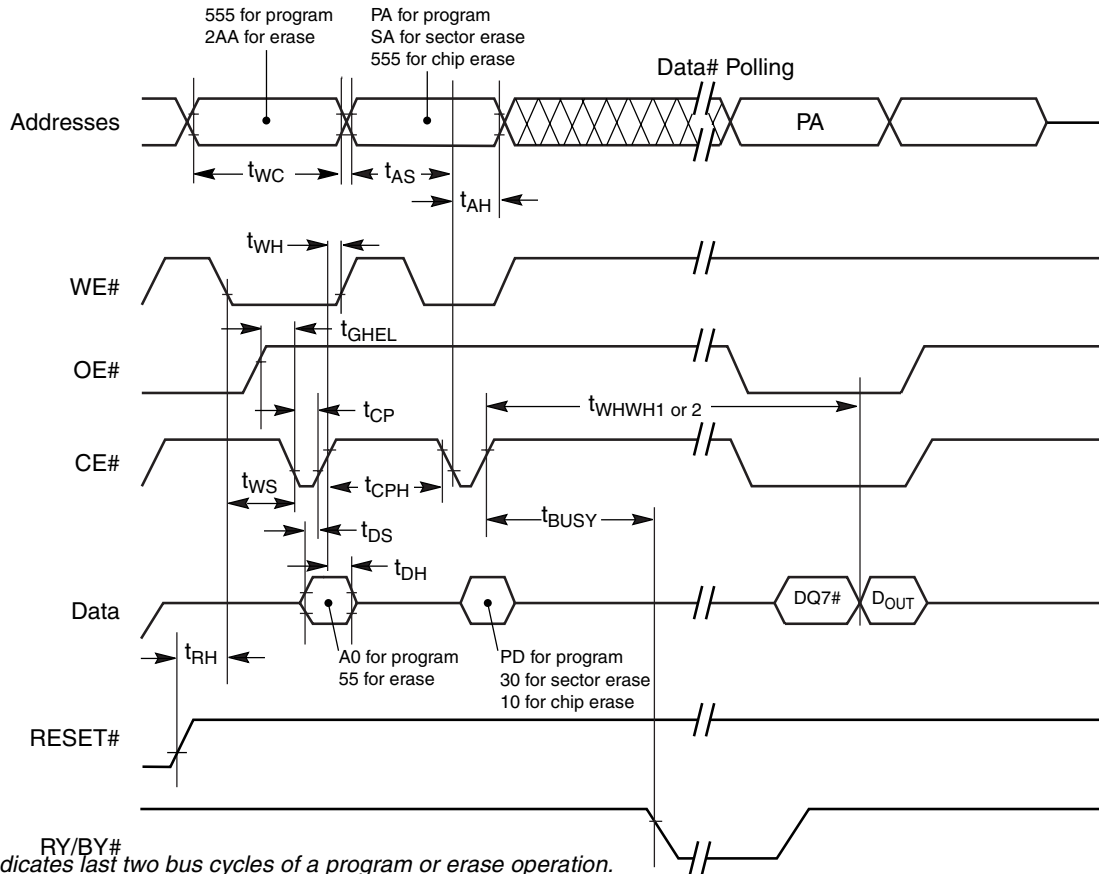 555 for program
2AA for erase
PA for program
SA for sector erase
555 for chip erase
Data# Polling
Addresses
PA
tWC
tAS
tAH
tWH
WE#
tGHEL
OE#
tWHWH1 or 2
tCP
CE#
tWS
tCPH
tBUSY
tDS
tDH
Data
DQ7#
DOUT
tRH
A0 for program
55 for erase
PD for program
30 for sector erase
10 for chip erase
RESET#
RY/BY#
dicates last two bus cycles of a program or erase operation.